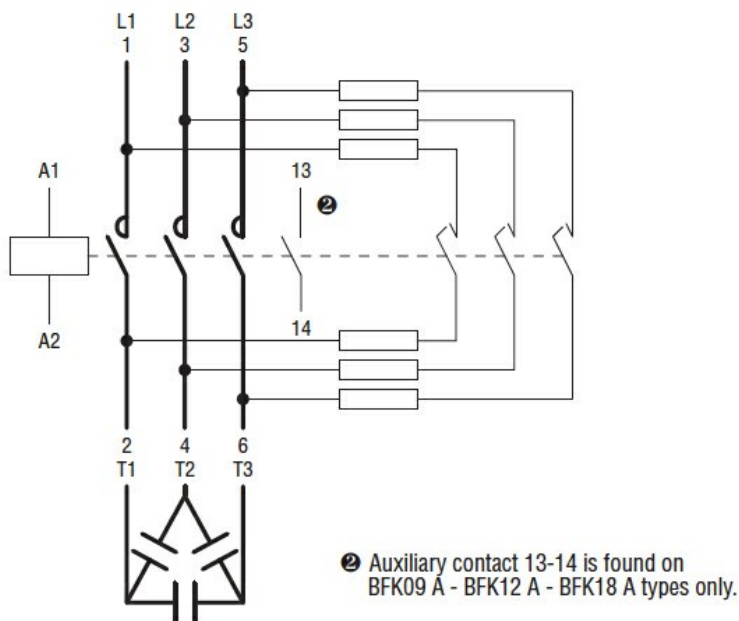 L1 L2 L3
1 3 5
A1
13
❷
A2
14
2 4 6
T1 T2 T3
❷ Auxiliary contact 13-14 is found on
BFK09 A - BFK12 A - BFK18 A types only.